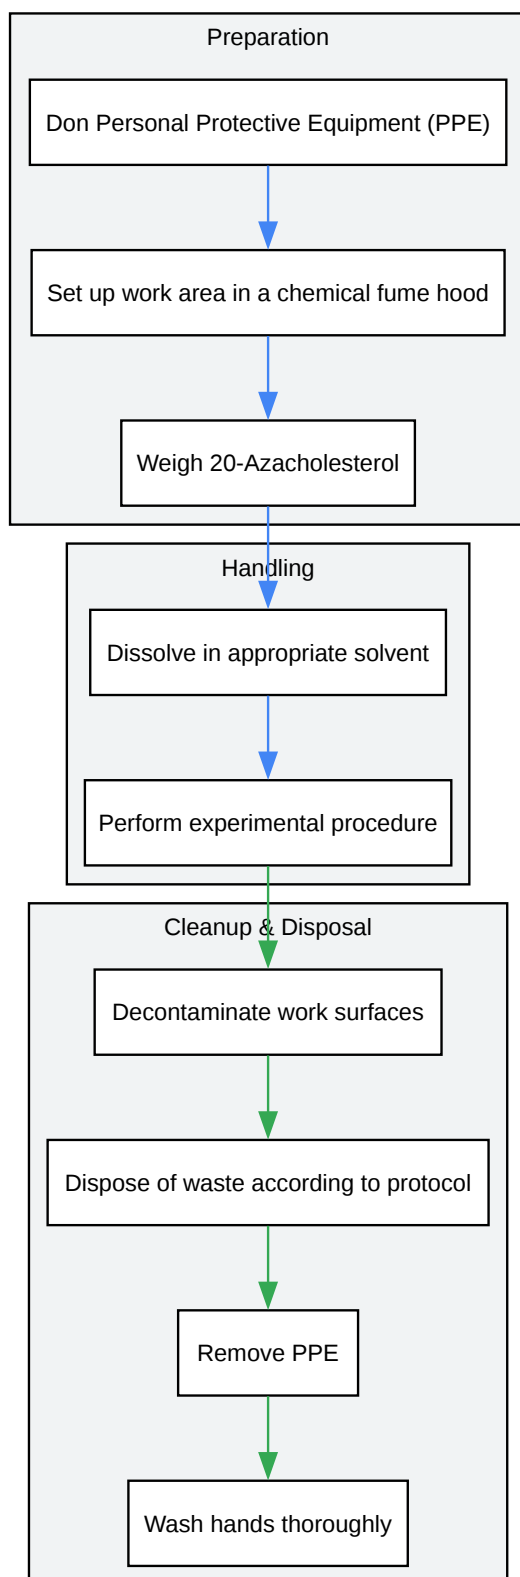 Preparation
Don Personal Protective Equipment (PPE)
Set up work area in a chemical fume hood
Weigh 20-Azacholesterol
Handling
Dissolve in appropriate solvent
Perform experimental procedure
Cleanup & Disposal
Decontaminate work surfaces
Dispose of waste according to protocol
Remove PPE
Wash hands thoroughly